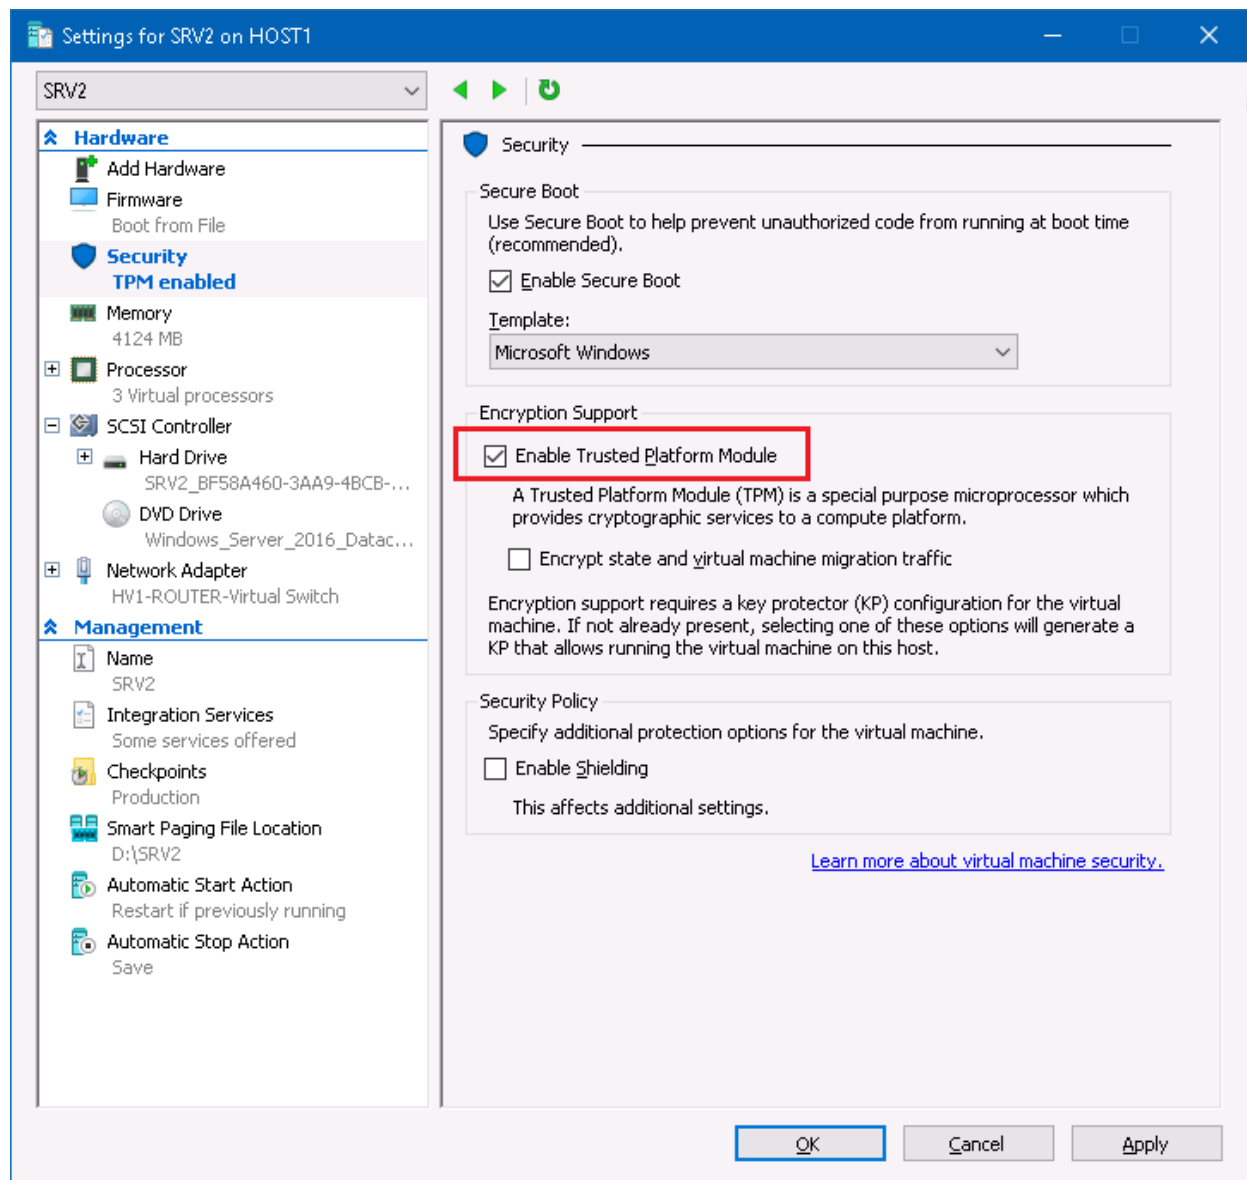 Settings for SRV2 on HOST1
SRV2
Hardware
Add Hardware
Firmware
Boot from File
Security
TPM enabled
Memory
4124 MB
Processor
3 Virtual processors
SCSI Controller
Hard Drive
SRV2_BF58A460-3AA9-4BCB-...
DVD Drive
Windows_Server_2016_Datac...
Network Adapter
HV1-ROUTER-Virtual Switch
Management
Name
SRV2
Integration Services
Some services offered
Checkpoints
Production
Smart Paging File Location
D:\SRV2
Automatic Start Action
Restart if previously running
Automatic Stop Action
Save
Security
Secure Boot
Use Secure Boot to help prevent unauthorized code from running at boot time
(recommended).
Enable Secure Boot
Template:
Microsoft Windows
Encryption Support
Enable Trusted Platform Module
A Trusted Platform Module (TPM) is a special purpose microprocessor which
provides cryptographic services to a compute platform.
Encrypt state and virtual machine migration traffic
Encryption support requires a key protector (KP) configuration for the virtual
machine. If not already present, selecting one of these options will generate a
KP that allows running the virtual machine on this host.
Security Policy
Specify additional protection options for the virtual machine.
Enable Shielding
This affects additional settings.
Learn more about virtual machine security.
OK
Cancel
Apply